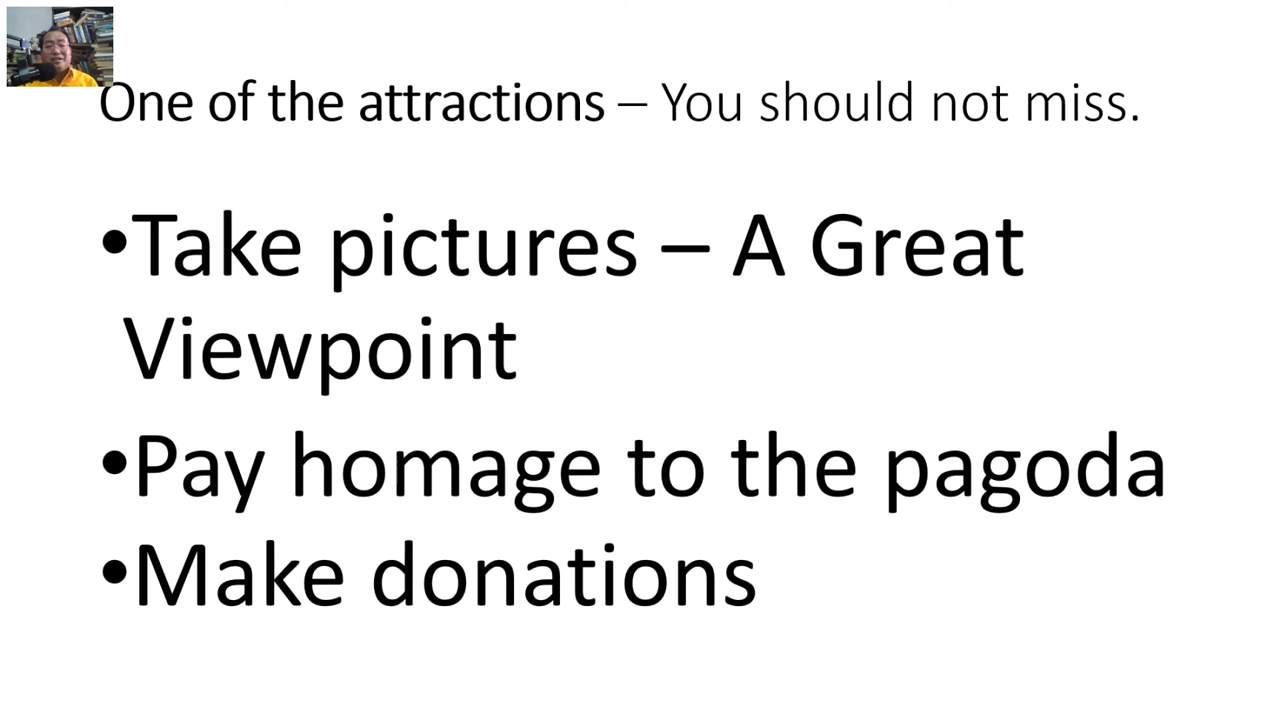 One of the attractions – You should not miss.
•Take pictures – A Great
Viewpoint
•Pay homage to the pagoda
•Make donations